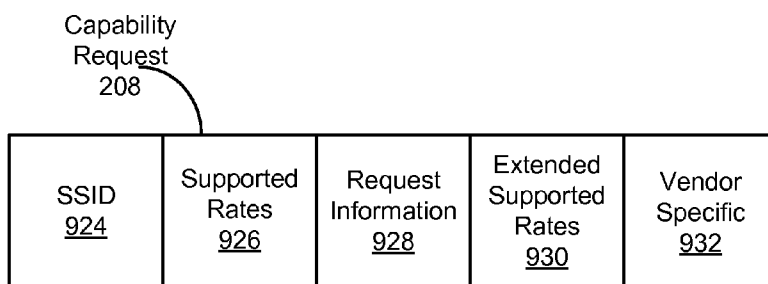 Capability
Request
208
SSID
924
Supported
Rates
926
Request
Information
928
Extended
Supported
Rates
930
Vendor
Specific
932